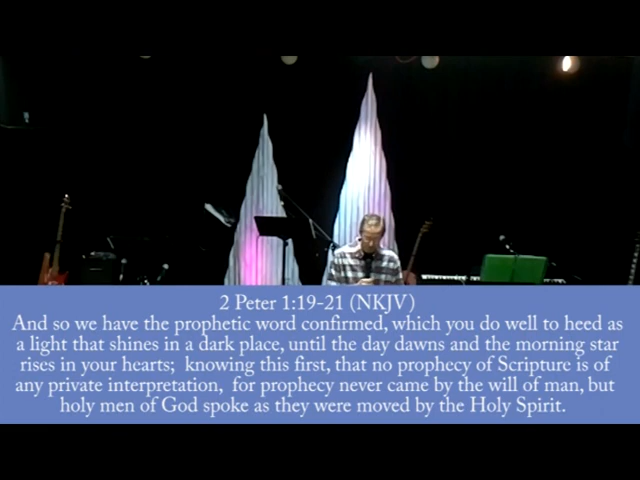 2 Peter 1:19-21 (NKJV)
And so we have the prophetic word confirmed, which you do well to heed as
a light that shines in a dark place, until the day dawns and the morning star
rises in your hearts;  knowing this first, that no prophecy of Scripture is of
any private interpretation,  for prophecy never came by the will of man, but
holy men of God spoke as they were moved by the Holy Spirit.